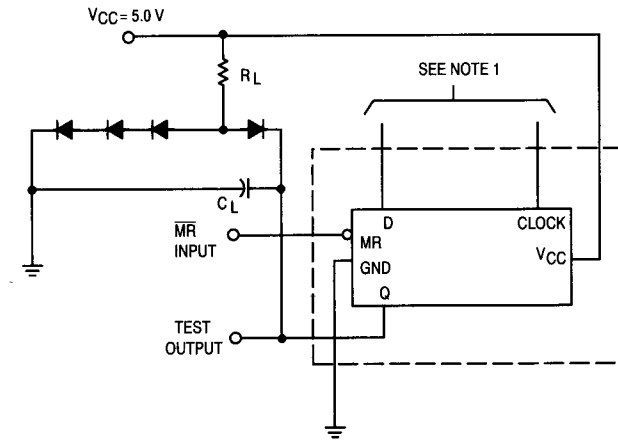 VCC = 5.0 V
RL
SEE NOTE 1
CL
D
CLOCK
MR
INPUT
MR
GND
VCC
Q
TEST
OUTPUT